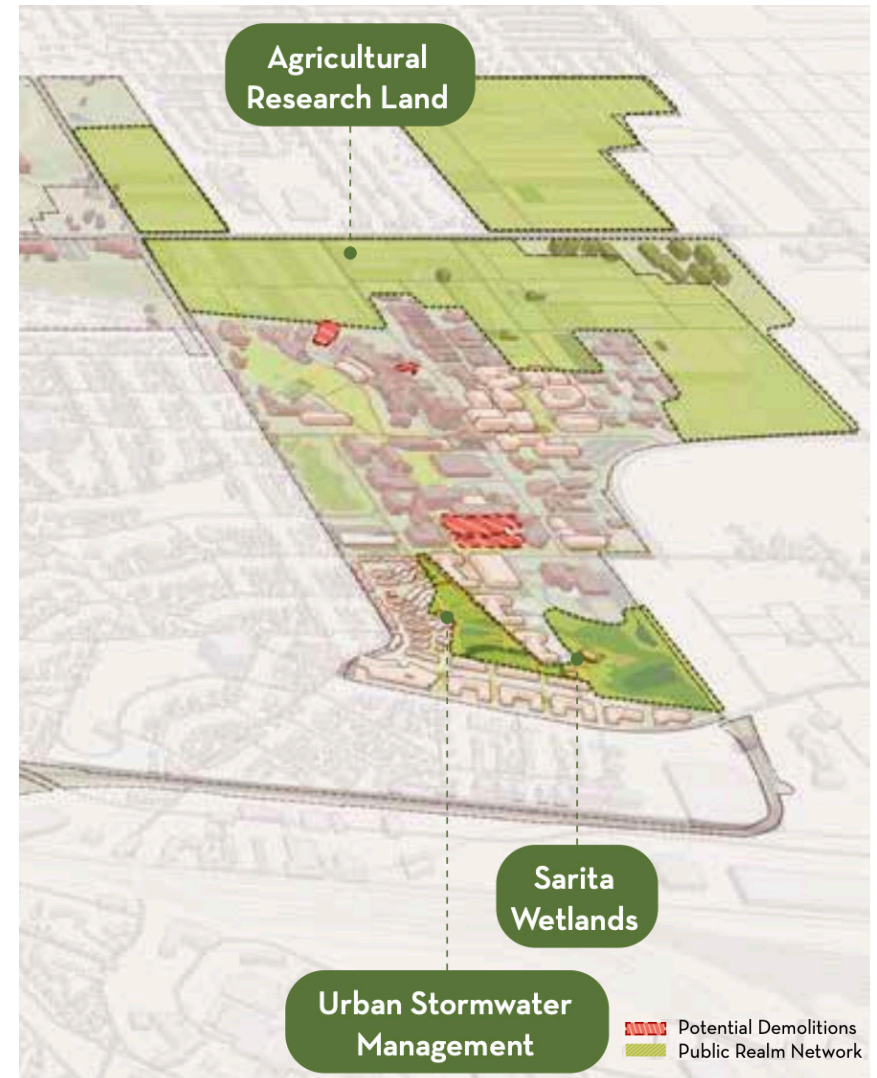 Agricultural
Research Land
Sarita
Wetlands
Urban Stormwater
Management
Potential Demolitions
Public Realm Network